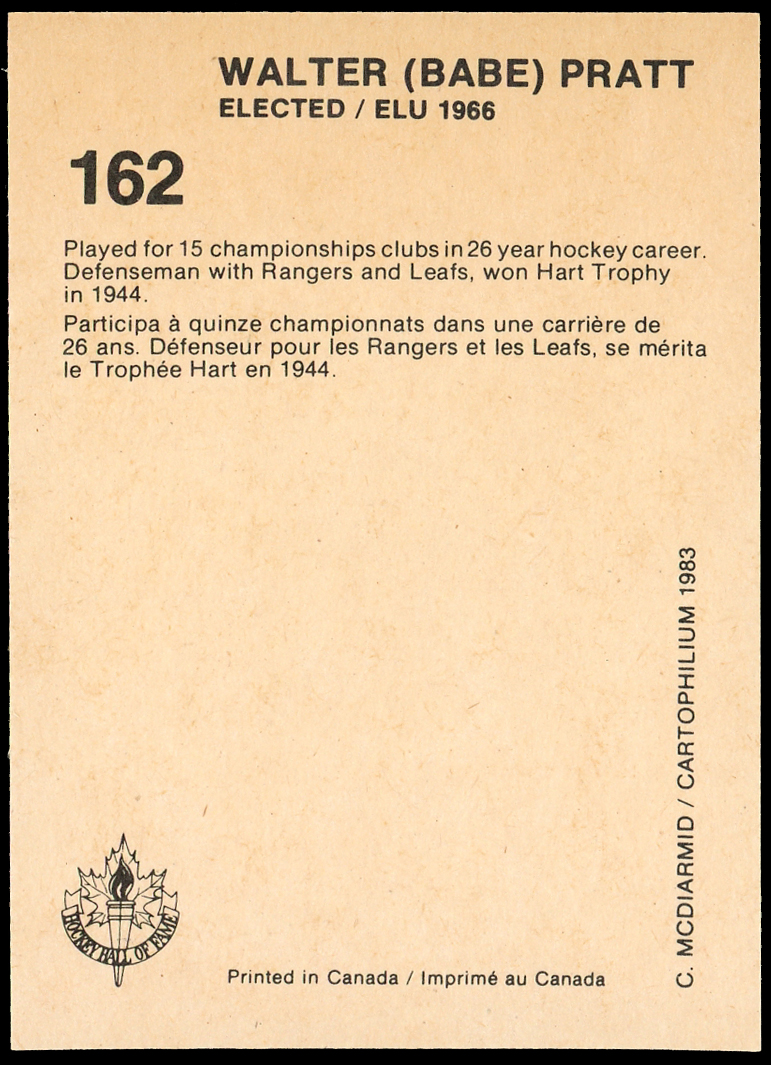 WALTER (BABE) PRATT
ELECTED / ELU 1966
162
Played for 15 championships clubs in 26 year hockey career.
Defenseman with Rangers and Leafs, won Hart Trophy
in 1944.
Participa à quinze championnats dans une carrière de
26 ans. Défenseur pour les Rangers et les Leafs, se mérita
le Trophée Hart en 1944.
C. MCDIARMID / CARTOPHILIUM 1983
HOCKEY HALL OF FAME
Printed in Canada / Imprimé au Canada